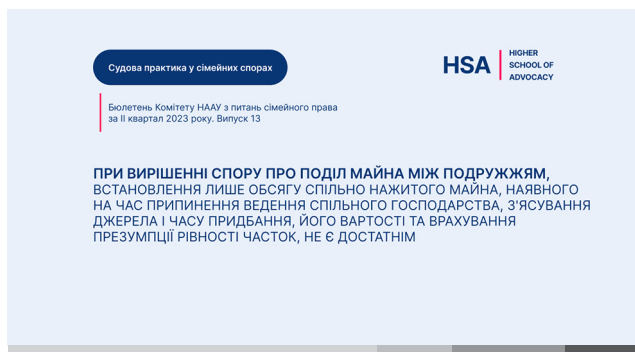 Судова практика у сімейних спорах
HSA
HIGHER
SCHOOL OF
ADVOCACY
Бюлетень Комітету НААУ з питань сімейного права
за ІІ квартал 2023 року. Випуск 13
ПРИ ВИРІШЕННІ СПОРУ ПРО ПОДІЛ МАЙНА МІЖ ПОДРУЖЖЯМ,
ВСТАНОВЛЕННЯ ЛИШЕ ОБСЯГУ СПІЛЬНО НАЖИТОГО МАЙНА, НАЯВНОГО
НА ЧАС ПРИПИНЕННЯ ВЕДЕННЯ СПІЛЬНОГО ГОСПОДАРСТВА, З'ЯСУВАННЯ
ДЖЕРЕЛА І ЧАСУ ПРИДБАННЯ, ЙОГО ВАРТОСТІ ТА ВРАХУВАННЯ
ПРЕЗУМПЦІЇ РІВНОСТІ ЧАСТОК, НЕ Є ДОСТАТНІМ